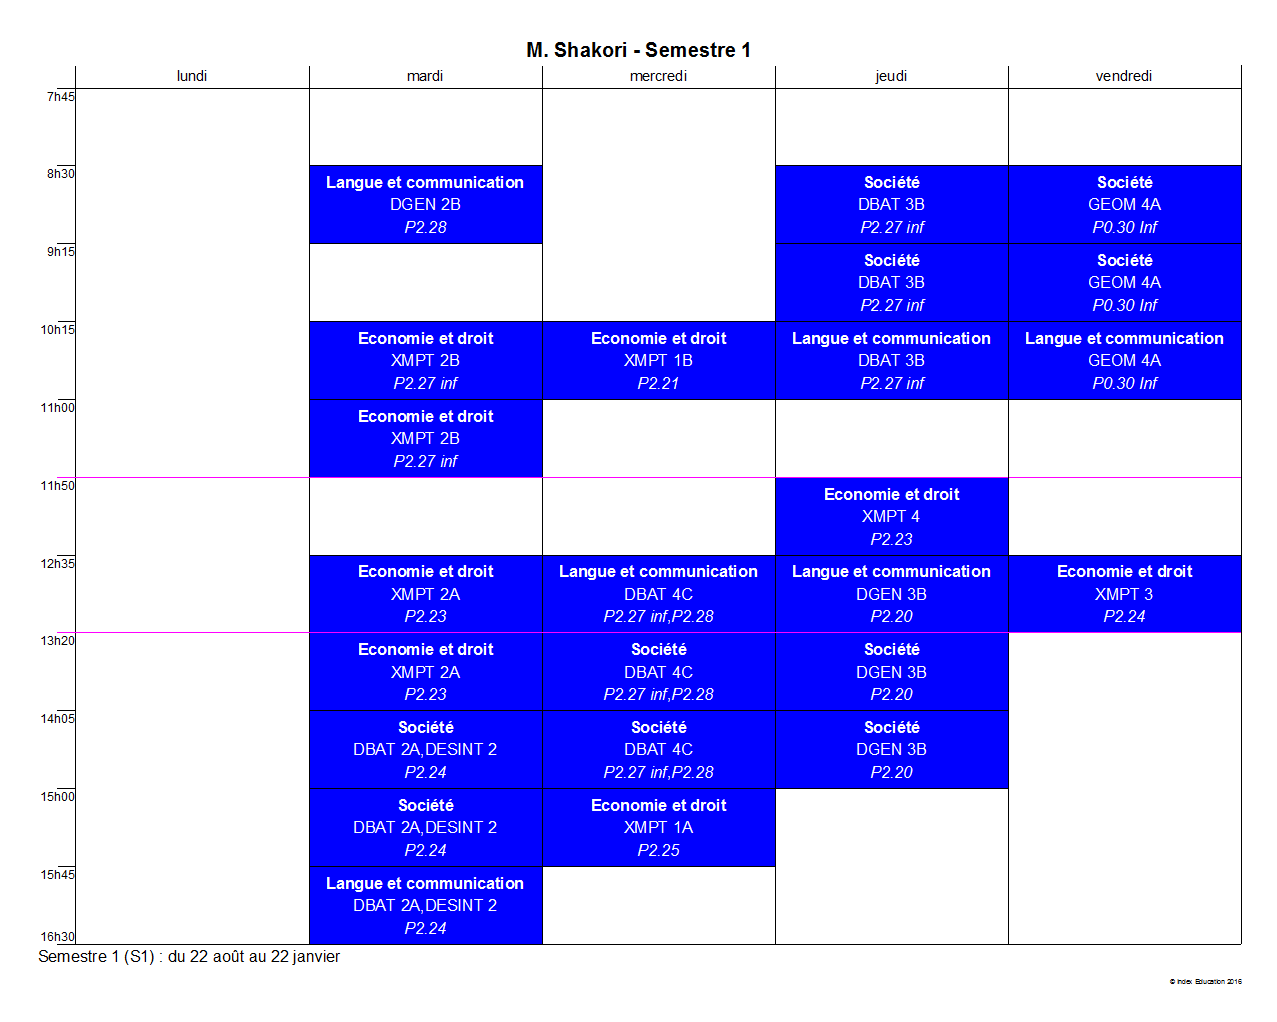 M. Shakori - Semestre 1
lundi mardi mercredi jeudi vendredi
7h45
8h30
Langue et communication
DGEN 2B
P2.28
Société
DBAT 3B
P2.27 inf
Société
GEOM 4A
P0.30 Inf
9h15
Société
DBAT 3B
P2.27 inf
Société
GEOM 4A
P0.30 Inf
10h15
Economie et droit
XMPT 2B
P2.27 inf
Economie et droit
XMPT 1B
P2.21
Langue et communication
DBAT 3B
P2.27 inf
Langue et communication
GEOM 4A
P0.30 Inf
11h00
Economie et droit
XMPT 2B
P2.27 inf
11h50
Economie et droit
XMPT 4
P2.23
12h35
Economie et droit
XMPT 2A
P2.23
Langue et communication
DBAT 4C
P2.27 inf,P2.28
Langue et communication
DGEN 3B
P2.20
Economie et droit
XMPT 3
P2.24
13h20
Economie et droit
XMPT 2A
P2.23
Société
DBAT 4C
P2.27 inf,P2.28
Société
DGEN 3B
P2.20
14h05
Société
DBAT 2A,DESINT 2
P2.24
Société
DBAT 4C
P2.27 inf,P2.28
Société
DGEN 3B
P2.20
15h00
Société
DBAT 2A,DESINT 2
P2.24
Economie et droit
XMPT 1A
P2.25
15h45
Langue et communication
DBAT 2A,DESINT 2
P2.24
16h30
Semestre 1 (S1) : du 22 août au 22 janvier
© Index Education 2016